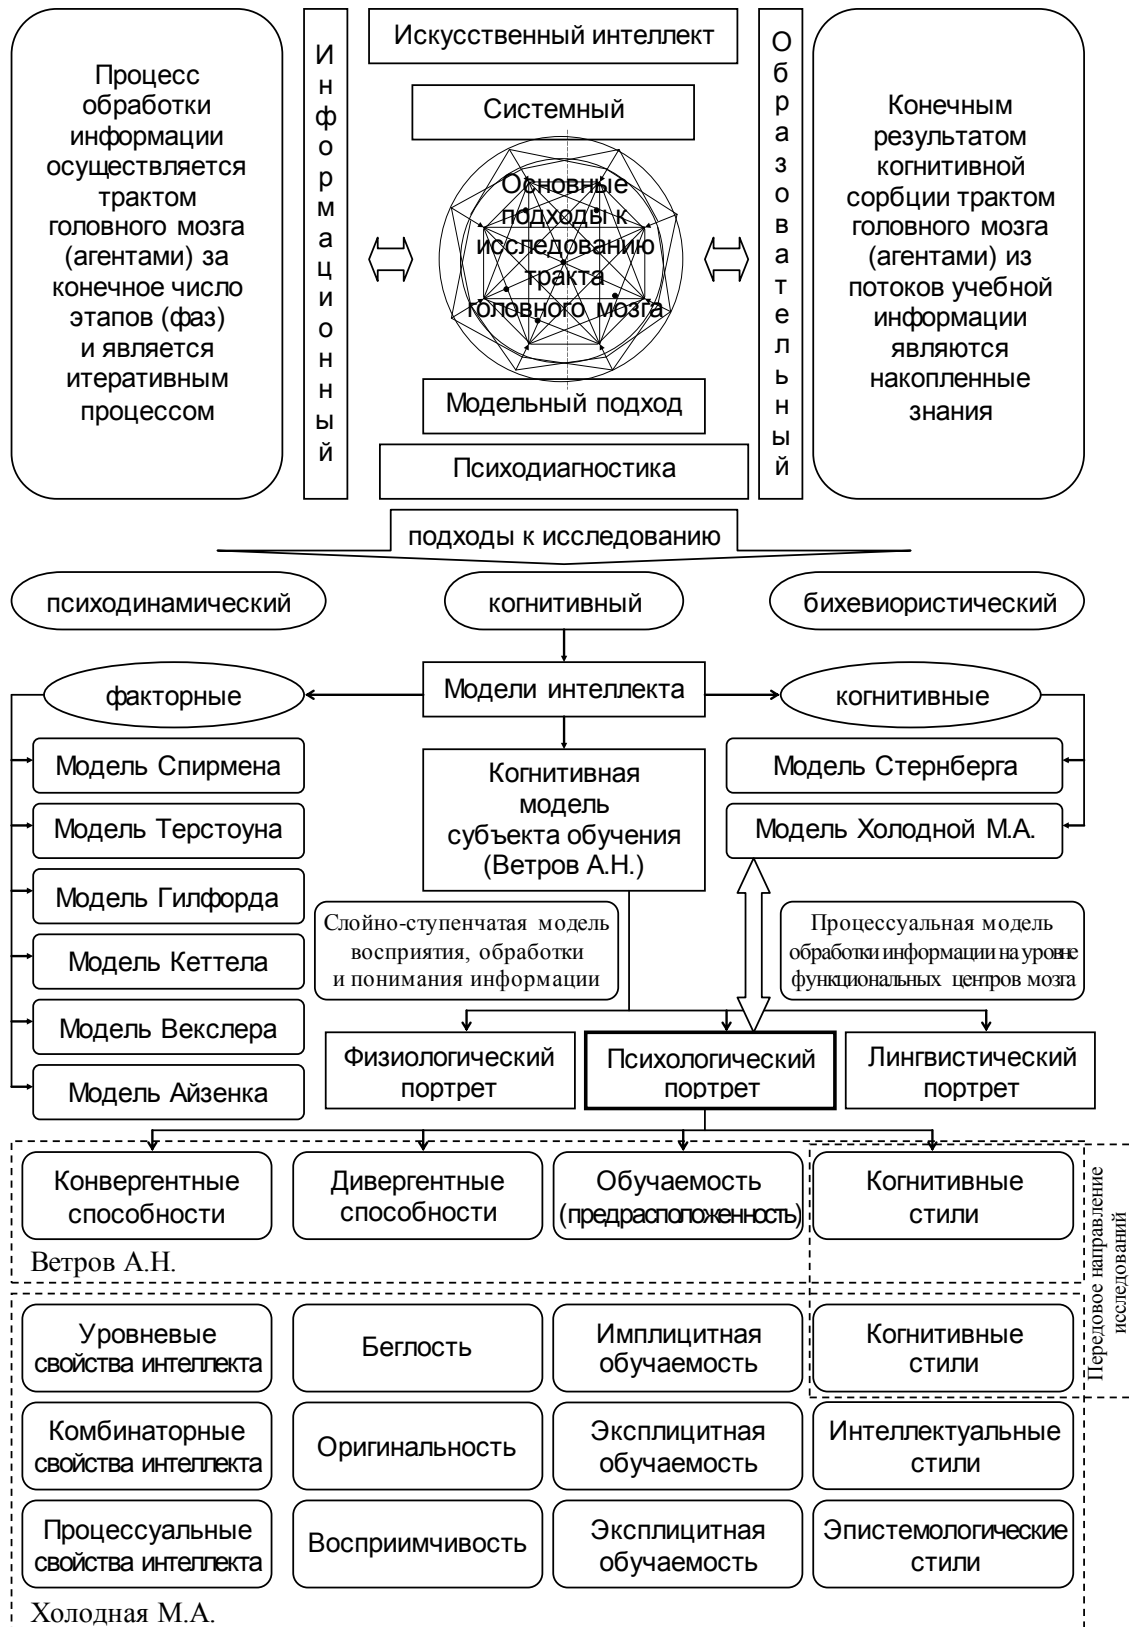 Процесс
обработки
информации
осуществляется
трактом
головного мозга
(агентами) за
конечное число
этапов (фаз)
и является
итеративным
процессом
Информационный
Искусственный интеллект
Системный
Основные
подходы к
исследованию
тракта
головного мозга
Модельный подход
Психодиагностика
Образовательный
Конечным
результатом
когнитивной
сорбции трактом
головного мозга
(агентами) из
потоков учебной
информации
являются
накопленные
знания
подходы к исследованию
психодинамический
когнитивный
бихевиористический
факторные
Модели интеллекта
когнитивные
Модель Спирмена
Модель Терстоуна
Модель Гилфорда
Модель Кеттела
Модель Векслера
Модель Айзенка
Когнитивная
модель
субъекта обучения
(Ветров А.Н.)
Модель Стернберга
Модель Холодной М.А.
Слойно-ступенчатая модель
восприятия, обработки
и понимания информации
Процессуальная модель
обработки информации на уровне
функциональных центров мозга
Физиологический
портрет
Психологический
портрет
Лингвистический
портрет
Конвергентные
способности
Дивергентные
способности
Обучаемость
(предрасположенность)
Когнитивные
стили
Ветров А.Н.
Передовое направление
исследований
Уровневые
свойства интеллекта
Беглость
Имплицитная
обучаемость
Когнитивные
стили
Комбинаторные
свойства интеллекта
Оригинальность
Эксплицитная
обучаемость
Интеллектуальные
стили
Процессуальные
свойства интеллекта
Восприимчивость
Эксплицитная
обучаемость
Эпистемологические
стили
Холодная М.А.